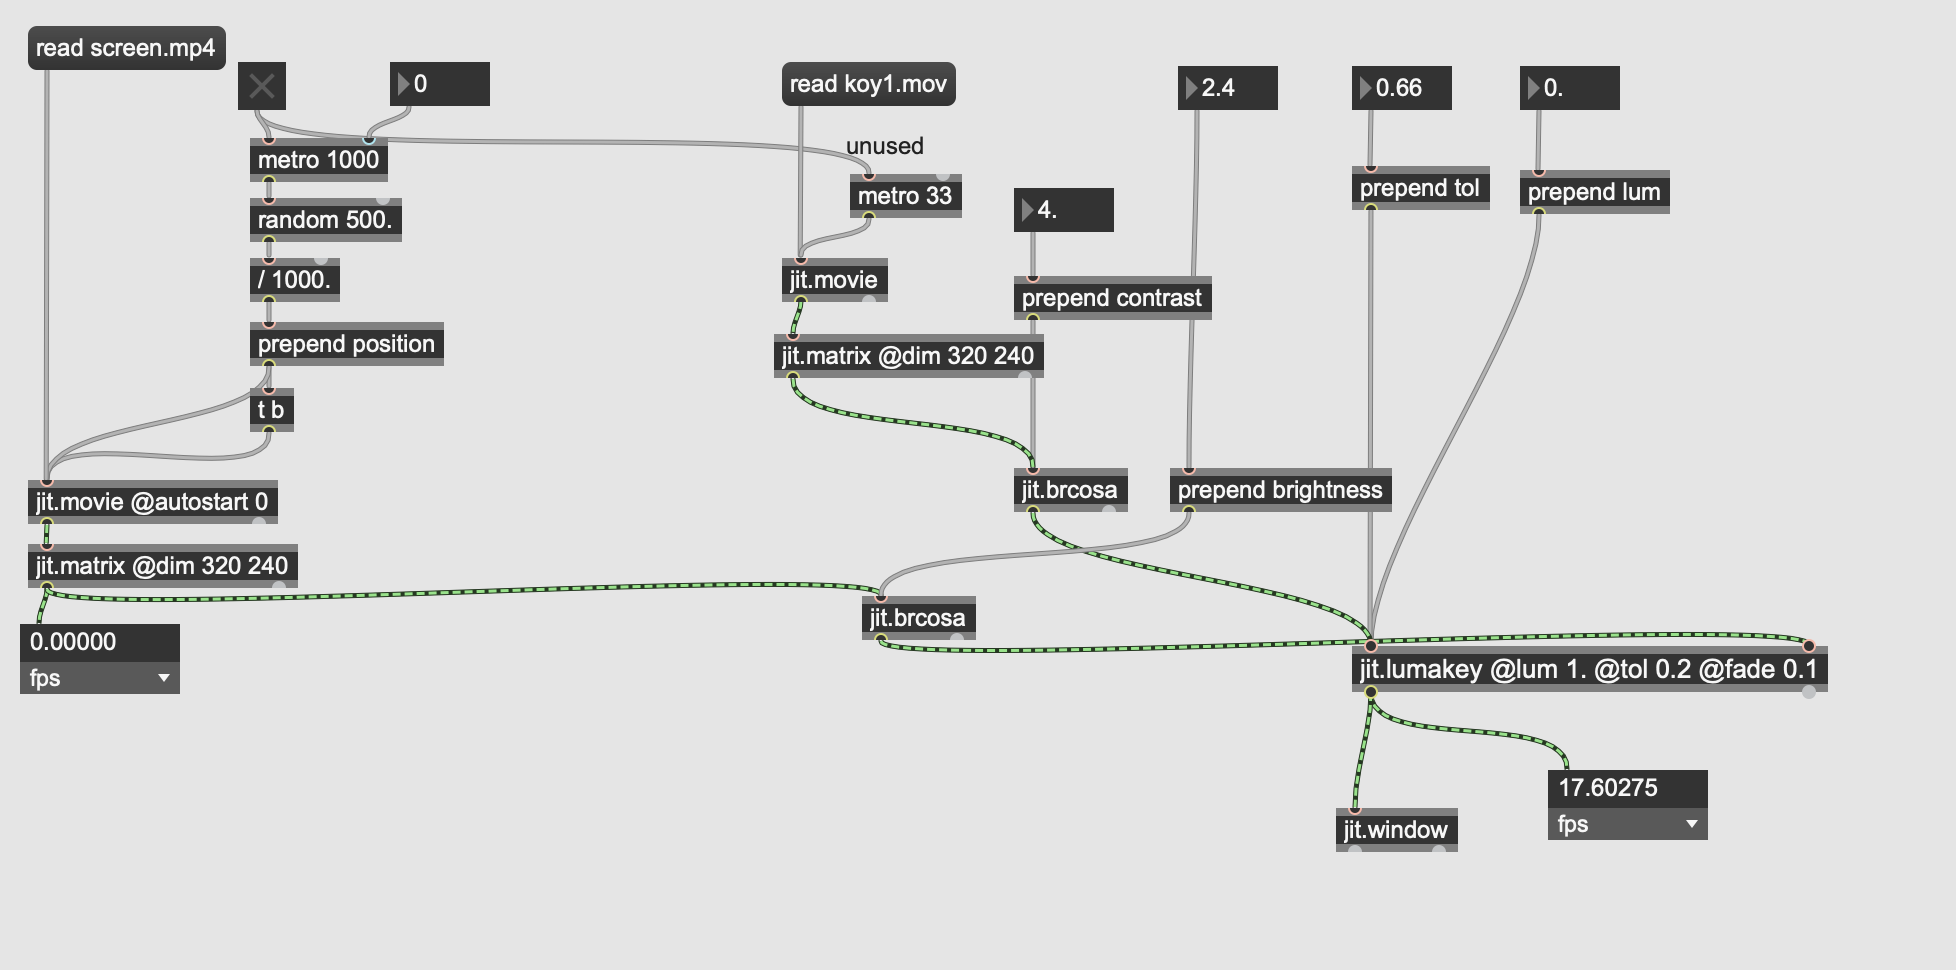 read screen.mp4
0
read koy1.mov
2.4
0.66
0.
unused
metro 1000
metro 33
prepend tol
prepend lum
random 500.
4.
/ 1000.
jit.movie
prepend contrast
prepend position
jit.matrix @dim 320 240
t b
jit.movie @autostart 0
jit.brcosa
prepend brightness
jit.matrix @dim 320 240
jit.brcosa
0.00000
fps
jit.lumakey @lum 1. @tol 0.2 @fade 0.1
17.60275
fps
jit.window